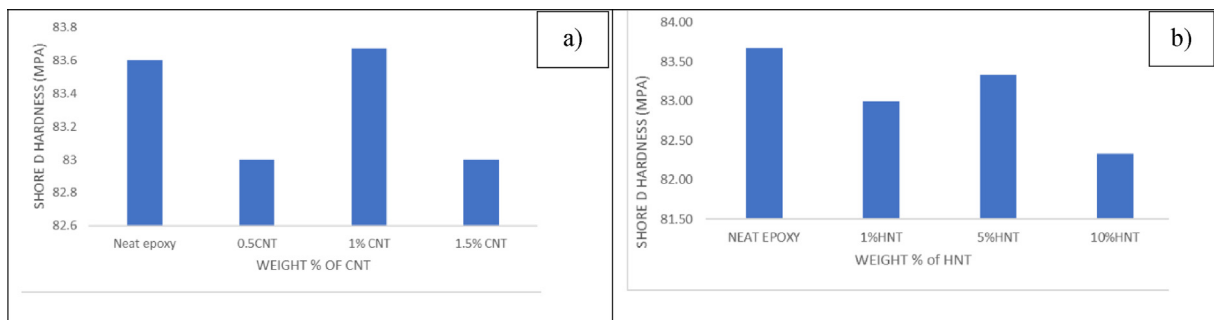 a)
SHORE D HARDNESS (MPA)
83.8
83.6
83.4
83.2
83
82.8
82.6
Neat epoxy 0.5CNT 1% CNT 1.5% CNT
WEIGHT % OF CNT
b)
SHORE D HARDNESS (MPA)
84.00
83.50
83.00
82.50
82.00
81.50
NEAT EPOXY 1%HNT 5%HNT 10%HNT
WEIGHT % of HNT